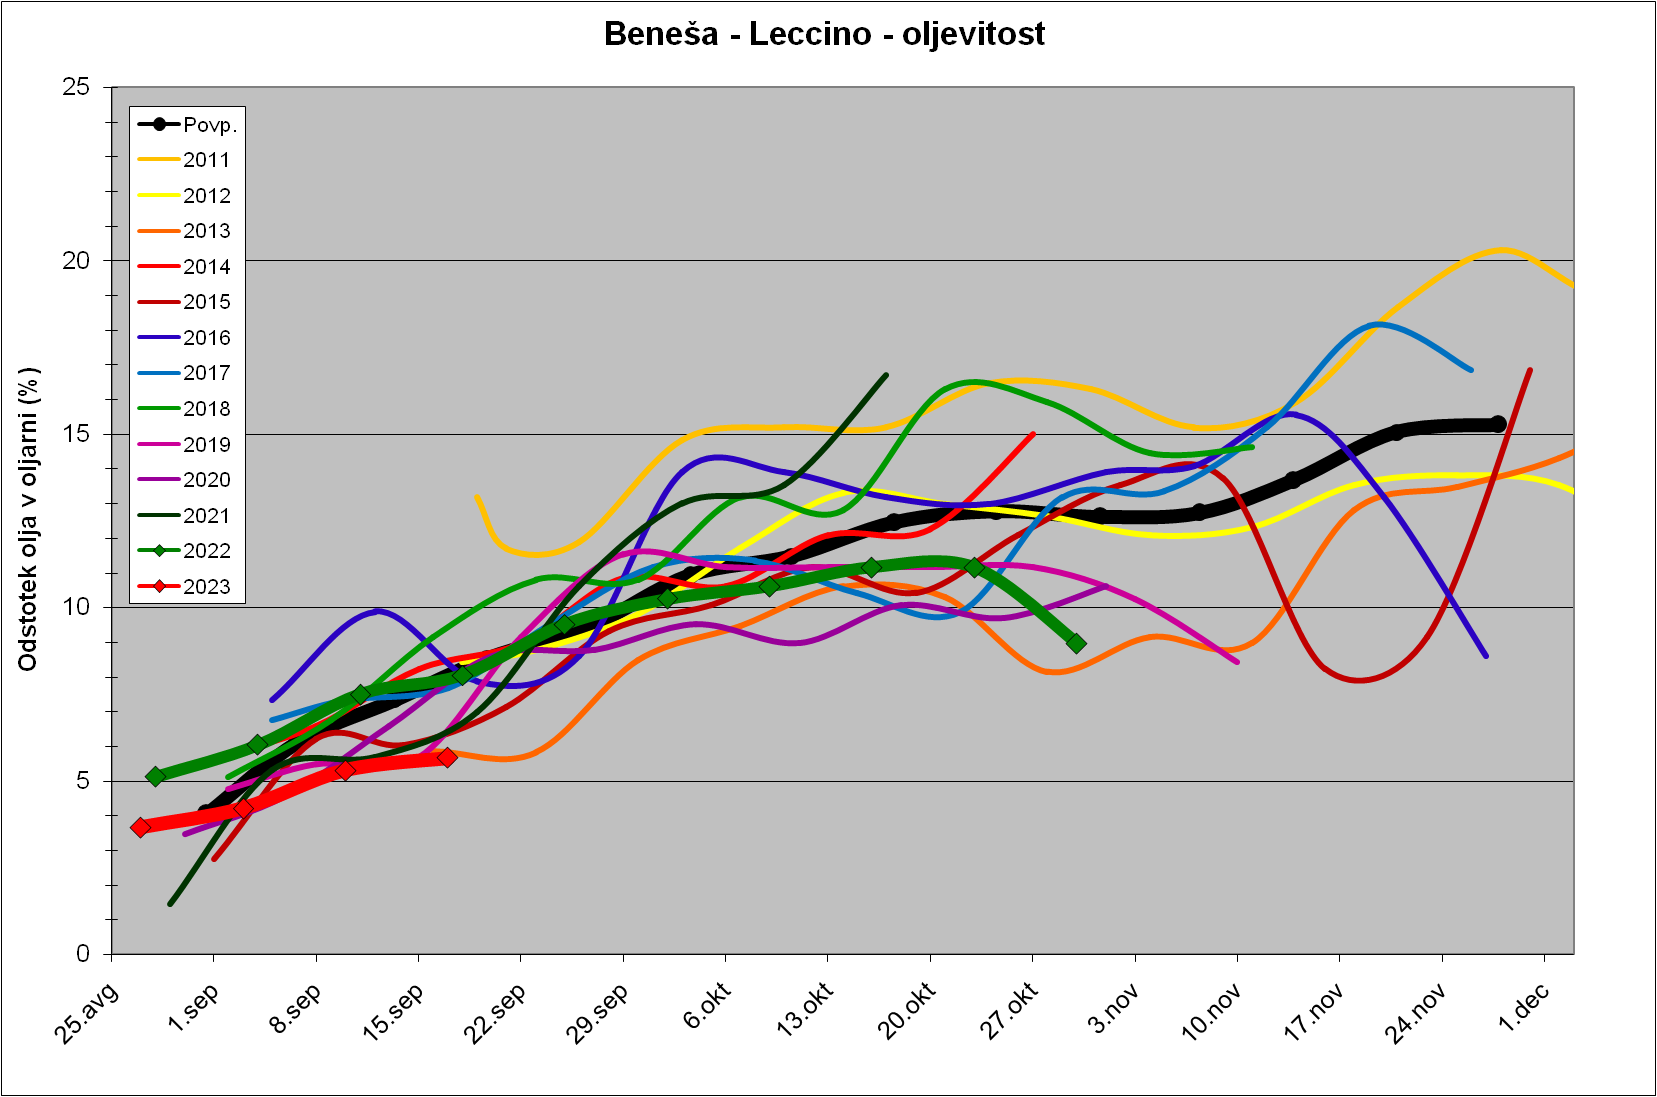 Beneša - Leccino - oljevitost
Odstotek olja v oljarni (%)
25
20
15
10
5
0
Povp.
2011
2012
2013
2014
2015
2016
2017
2018
2019
2020
2021
2022
2023
25.avg
1.sep
8.sep
15.sep
22.sep
29.sep
6.okt
13.okt
20.okt
27.okt
3.nov
10.nov
17.nov
24.nov
1.dec